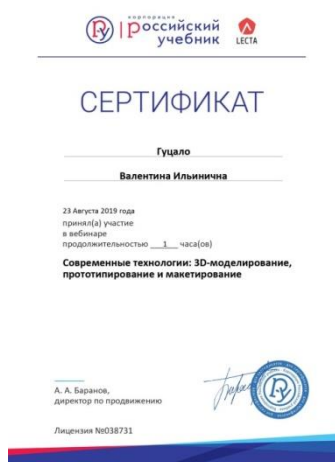 корпорация
российский
учебник
LECTA
СЕРТИФИКАТ
Гуцало
Валентина Ильинична
23 Августа 2019 года
принял(а) участие
в вебинаре
продолжительностью 1 часа(ов)
Современные технологии: 3D-моделирование,
прототипирование и макетирование
А. А. Баранов,
директор по продвижению
Лицензия №038731